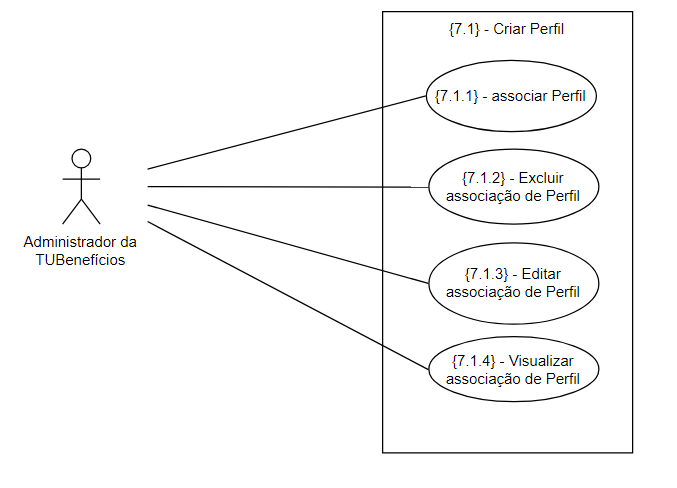 {7.1} - Criar Perfil
{7.1.1} - associar Perfil
{7.1.2} - Excluir
associação de Perfil
Administrador da
TUBenefícios
{7.1.3} - Editar
associação de Perfil
{7.1.4} - Visualizar
associação de Perfil